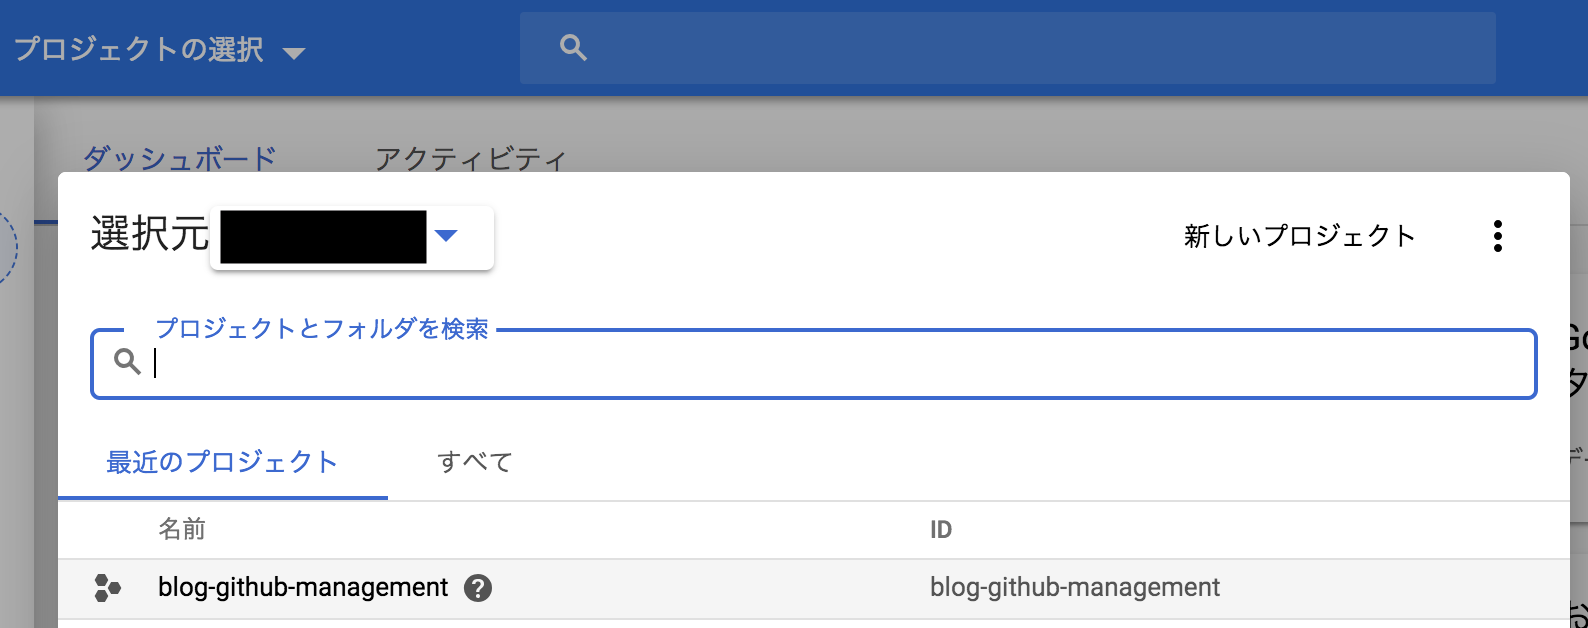 プロジェクトの選択
ダッシュボード アクティビティ
選択元 新しいプロジェクト
プロジェクトとフォルダを検索
最近のプロジェクト すべて
名前 ID
blog-github-management blog-github-management